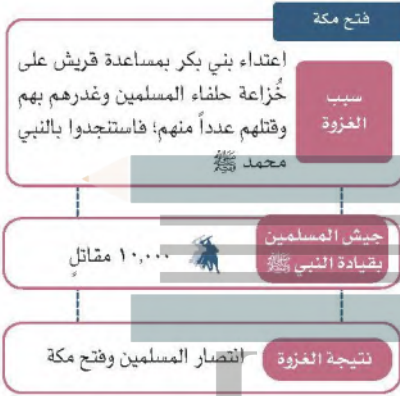 فتح مكة
سبب
الغزوة
اعتداء بني بكر بمساعدة قريش على
خُزاعة حلفاء المسلمين وغدرهم بهم
وقتلهم عدداً منهم؛ فاستنجدوا بالنبي
محمد ﷺ
جيش المسلمين
بقيادة النبي ﷺ
١٠,٠٠٠ مقاتلٍ
نتيجة الغزوة
انتصار المسلمين وفتح مكة